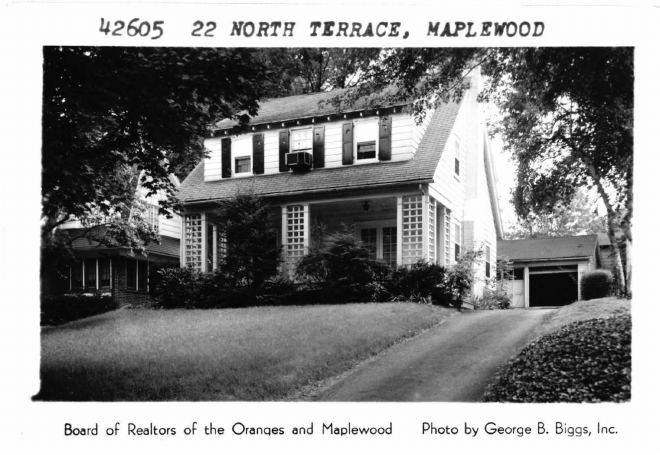 42605 22 NORTH TERRACE, MAPLEWOOD
Board of Realtors of the Oranges and Maplewood Photo by George B. Biggs, Inc.